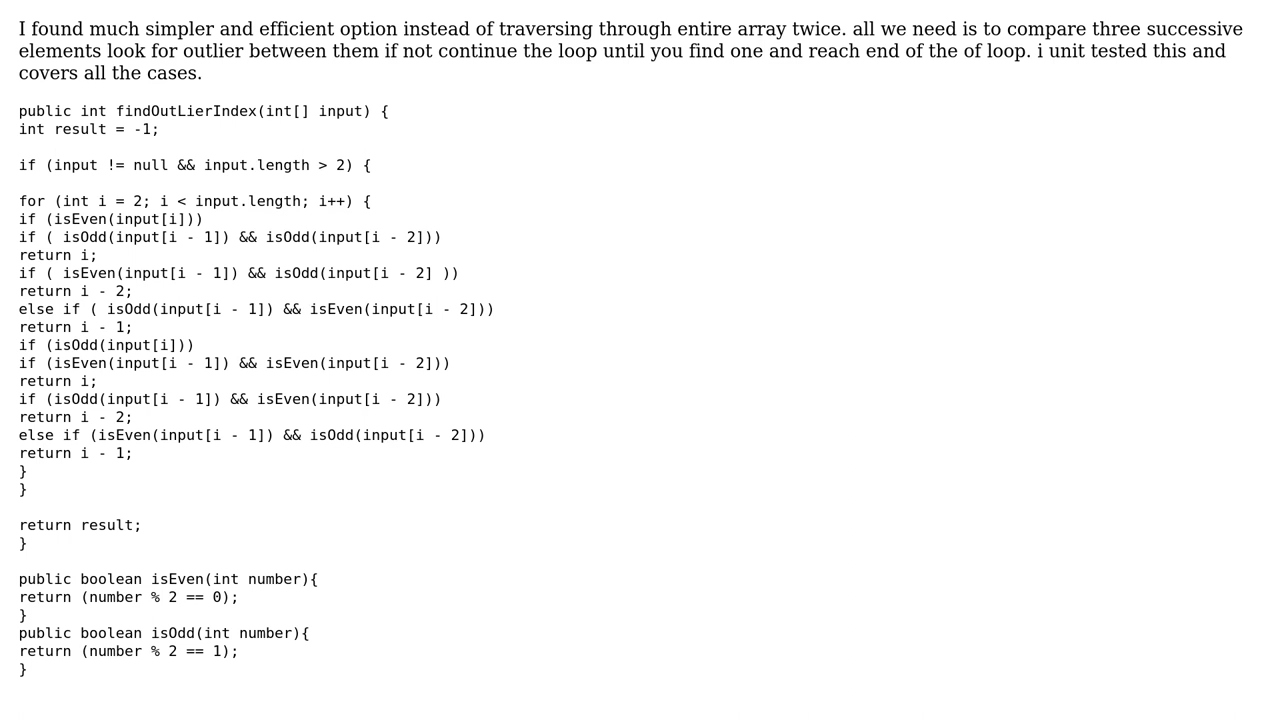 I found much simpler and efficient option instead of traversing through entire array twice. all we need is to compare three successive
elements look for outlier between them if not continue the loop until you find one and reach end of the of loop. i unit tested this and
covers all the cases.
public int findOutLierIndex(int[] input) {
int result = -1;
if (input != null && input.length > 2) {
for (int i = 2; i < input.length; i++) {
if (isEven(input[i]))
if ( isOdd(input[i - 1]) && isOdd(input[i - 2]))
return i;
if ( isEven(input[i - 1]) && isOdd(input[i - 2] ))
return i - 2;
else if ( isOdd(input[i - 1]) && isEven(input[i - 2]))
return i - 1;
if (isOdd(input[i]))
if (isEven(input[i - 1]) && isEven(input[i - 2]))
return i;
if (isOdd(input[i - 1]) && isEven(input[i - 2]))
return i - 2;
else if (isEven(input[i - 1]) && isOdd(input[i - 2]))
return i - 1;
}
}
return result;
}
public boolean isEven(int number){
return (number % 2 == 0);
}
public boolean isOdd(int number){
return (number % 2 == 1);
}